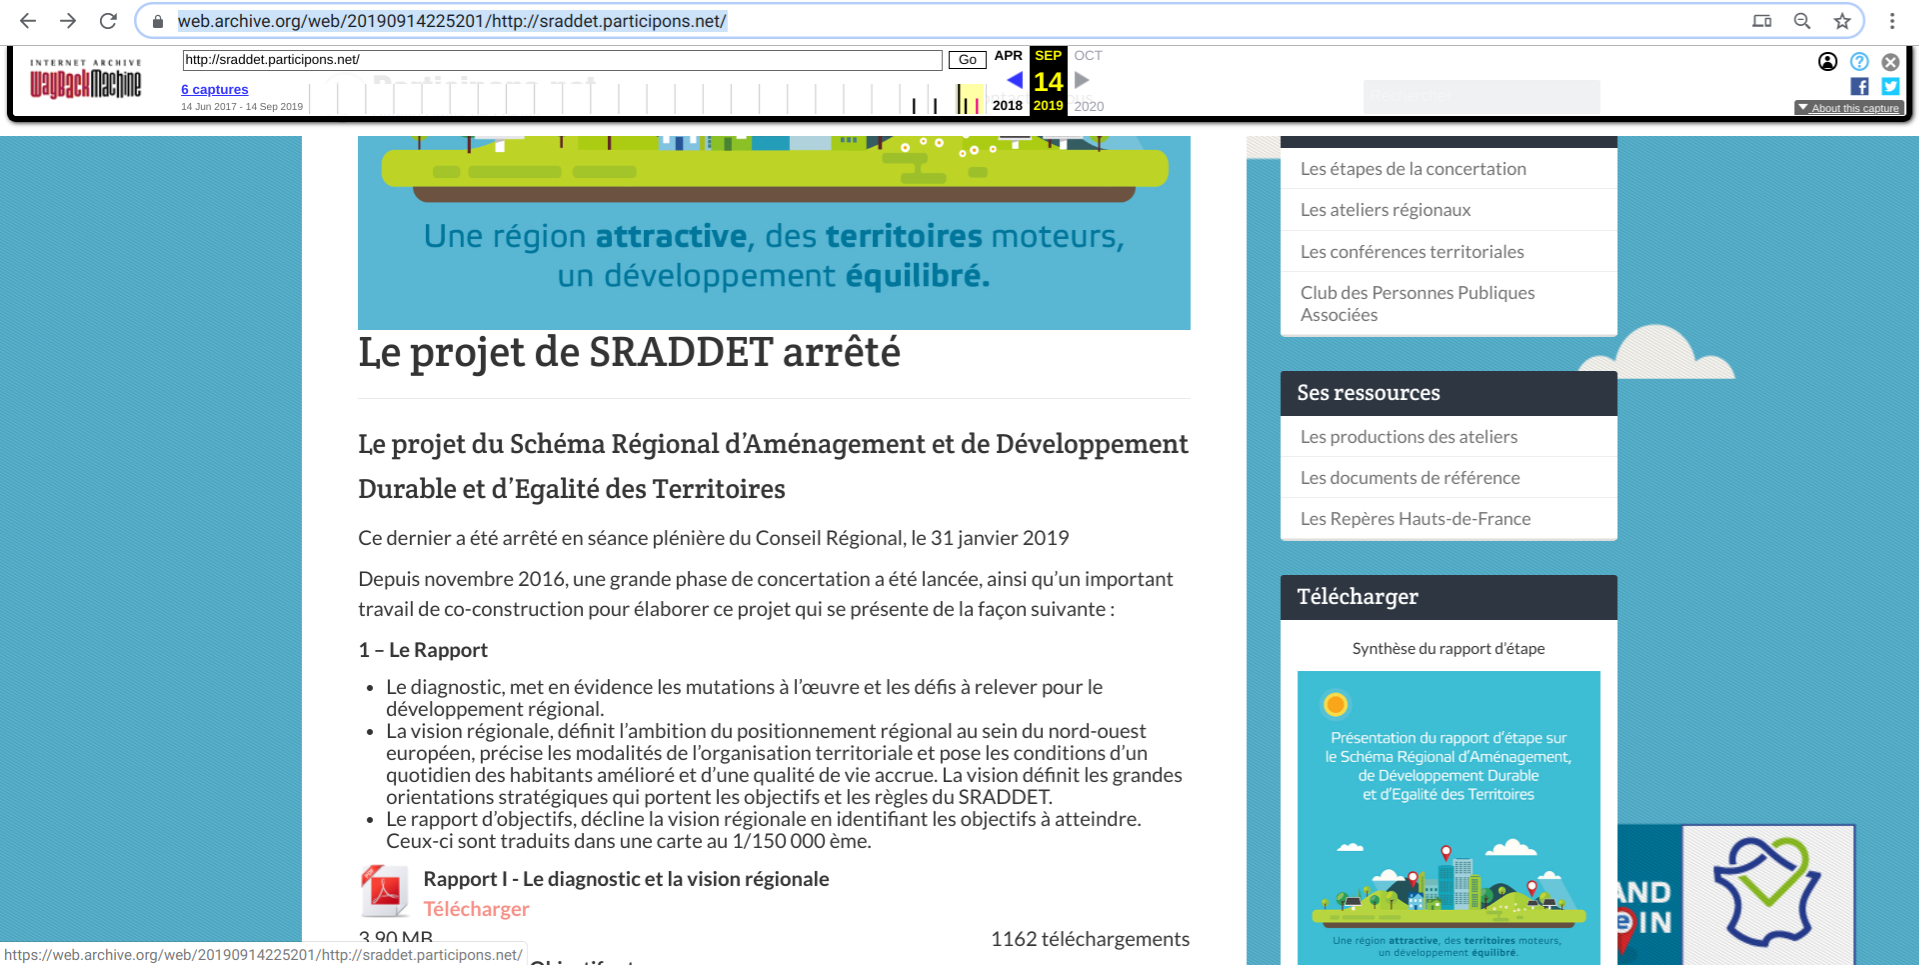 web.archive.org/web/20190914225201/http://sraddet.participons.net/
INTERNET ARCHIVE
WayBackMachine
http://sraddet.participons.net/
Go
APR
SEP
OCT
6 captures
14 Jun 2017 - 14 Sep 2019
14
2018
2019
2020
About this capture
Participons.net
Rechercher
Une région attractive, des territoires moteurs,
un développement équilibré.
Le projet de SRADDET arrêté
Le projet du Schéma Régional d'Aménagement et de Développement
Durable et d'Egalité des Territoires
Ce dernier a été arrêté en séance plénière du Conseil Régional, le 31 janvier 2019
Depuis novembre 2016, une grande phase de concertation a été lancée, ainsi qu'un important
travail de co-construction pour élaborer ce projet qui se présente de la façon suivante :
1 – Le Rapport
• Le diagnostic, met en évidence les mutations à l'œuvre et les défis à relever pour le
développement régional.
• La vision régionale, définit l'ambition du positionnement régional au sein du nord-ouest
européen, précise les modalités de l'organisation territoriale et pose les conditions d'un
quotidien des habitants amélioré et d'une qualité de vie accrue. La vision définit les grandes
orientations stratégiques qui portent les objectifs et les règles du SRADDET.
• Le rapport d'objectifs, décline la vision régionale en identifiant les objectifs à atteindre.
Ceux-ci sont traduits dans une carte au 1/150 000 ème.
PDF
Rapport I - Le diagnostic et la vision régionale
Télécharger
3.90 MB
1162 téléchargements
https://web.archive.org/web/20190914225201/http://sraddet.participons.net/
Les étapes de la concertation
Les ateliers régionaux
Les conférences territoriales
Club des Personnes Publiques
Associées
Ses ressources
Les productions des ateliers
Les documents de référence
Les Repères Hauts-de-France
Télécharger
Synthèse du rapport d'étape
Présentation du rapport d'étape sur
le Schéma Régional d'Aménagement,
de Développement Durable
et d'Egalité des Territoires
Une région attractive, des territoires moteurs,
un développement équilibré.
AND
IN